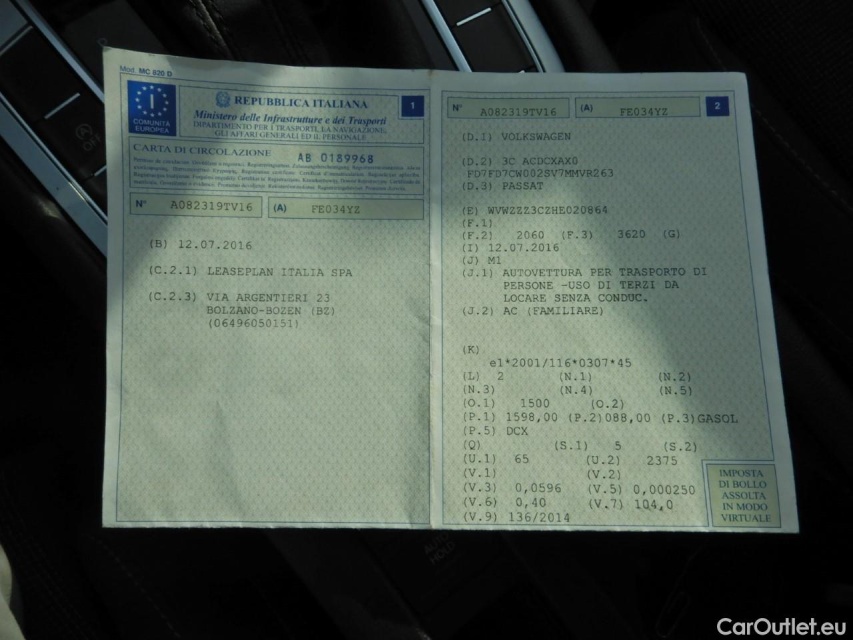 Mod. MC 820 D
COMUNITÀ
EUROPEA
REPUBBLICA ITALIANA
1
Ministero delle Infrastrutture e dei Trasporti
DIPARTIMENTO PER I TRASPORTI, LA NAVIGAZIONE,
GLI AFFARI GENERALI ED IL PERSONALE
CARTA DI CIRCOLAZIONE AB 0189968
N° A082319TV16 (A) FE034YZ
(B) 12.07.2016
(C.2.1) LEASEPLAN ITALIA SPA
(C.2.3) VIA ARGENTIERI 23
BOLZANO-BOZEN (BZ)
(06496050151)
N° A082319TV16 (A) FE034YZ 2
(D.1) VOLKSWAGEN
(D.2) 3C ACDCXAX0
FD7FD7CW002SV7MMVR263
(D.3) PASSAT
(E) WVWZZZ3CZHE020864
(F.1)
(F.2) 2060 (F.3) 3620 (G)
(I) 12.07.2016
(J) M1
(J.1) AUTOVETTURA PER TRASPORTO DI
PERSONE -USO DI TERZI DA
LOCARE SENZA CONDUC.
(J.2) AC (FAMILIARE)
(K)
e1*2001/116*0307*45
(L) 2 (N.1) (N.2)
(N.3) (N.4) (N.5)
(O.1) 1500 (O.2)
(P.1) 1598,00 (P.2)088,00 (P.3)GASOL
(P.5) DCX
(Q) (S.1) 5 (S.2)
(U.1) 65 (U.2) 2375
(V.1) (V.2)
(V.3) 0,0596 (V.5) 0,000250
(V.6) 0,40 (V.7) 104,0
(V.9) 136/2014
IMPOSTA
DI BOLLO
ASSOLTA
IN MODO
VIRTUALE
AUTO
HOLD
CarOutlet.eu